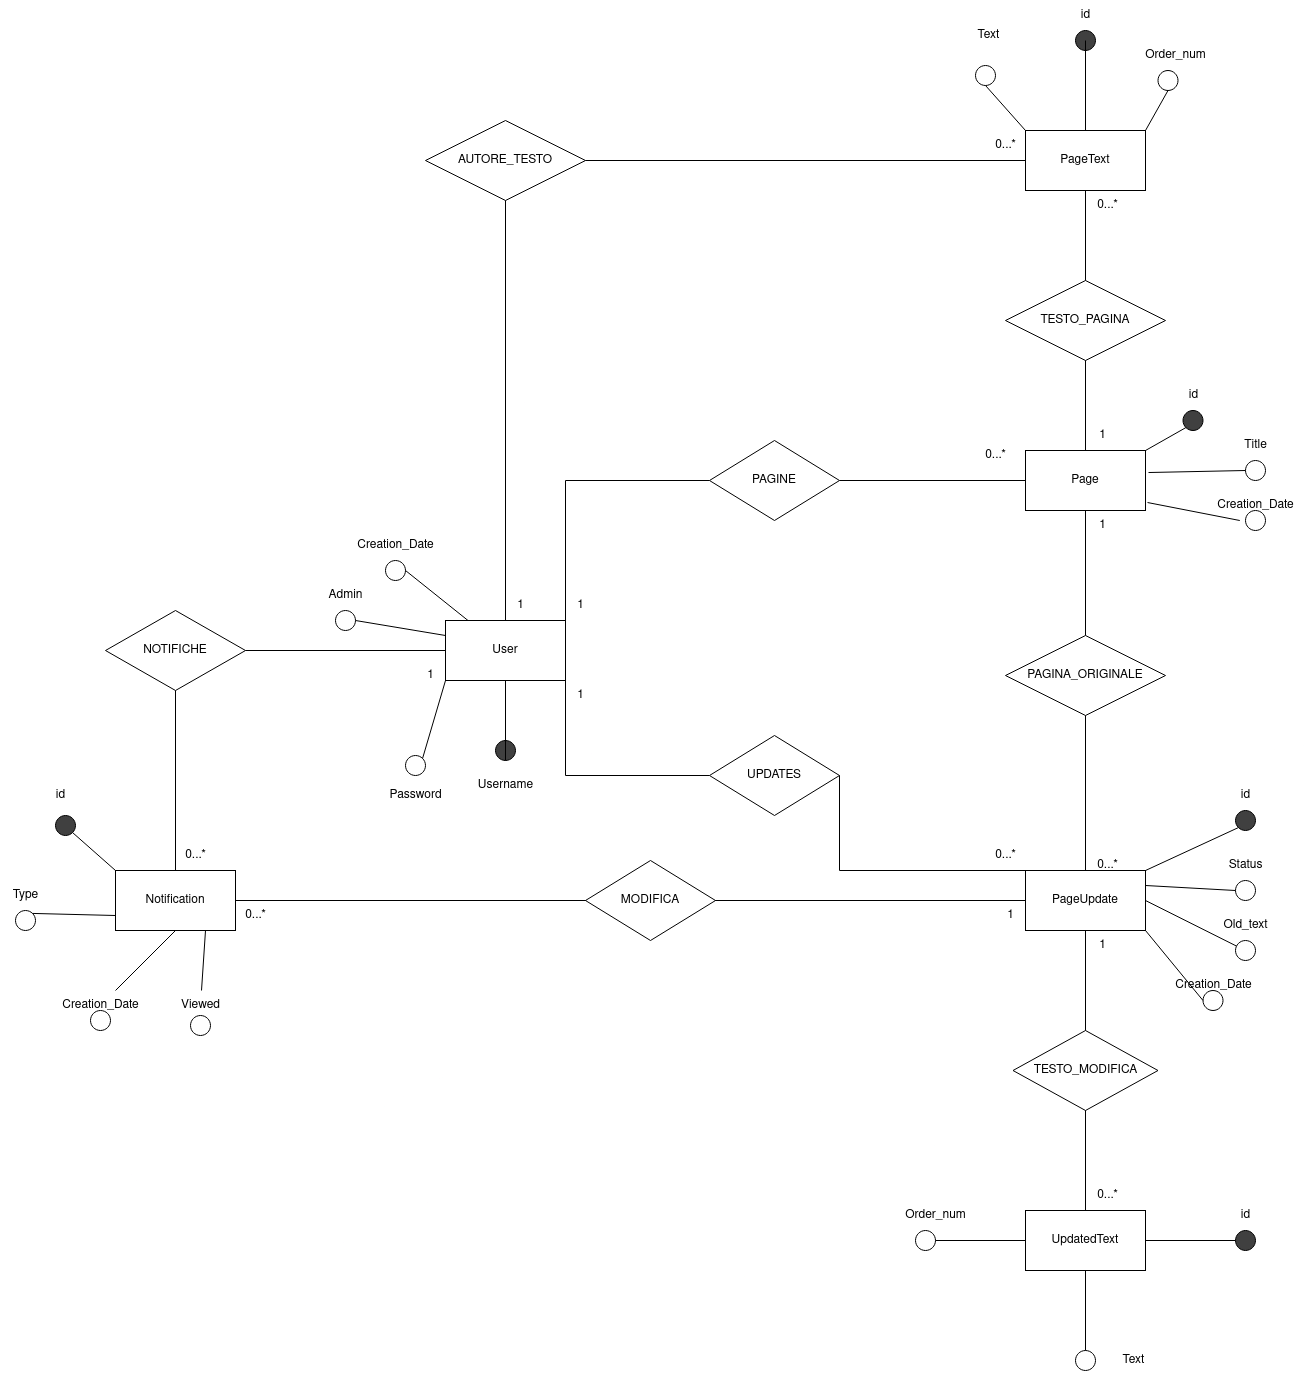 id
Text
Order_num
AUTORE_TESTO
0...*
PageText
0...*
TESTO_PAGINA
id
1
Title
0...*
PAGINE
Page
Creation_Date
1
Creation_Date
Admin
1
1
NOTIFICHE
User
1
PAGINA_ORIGINALE
1
UPDATES
Username
Password
id
id
0...*
0...*
0...*
Status
Type
Notification
MODIFICA
PageUpdate
0...*
1
Old_text
1
Creation_Date
Creation_Date
Viewed
TESTO_MODIFICA
0...*
Order_num
id
UpdatedText
Text